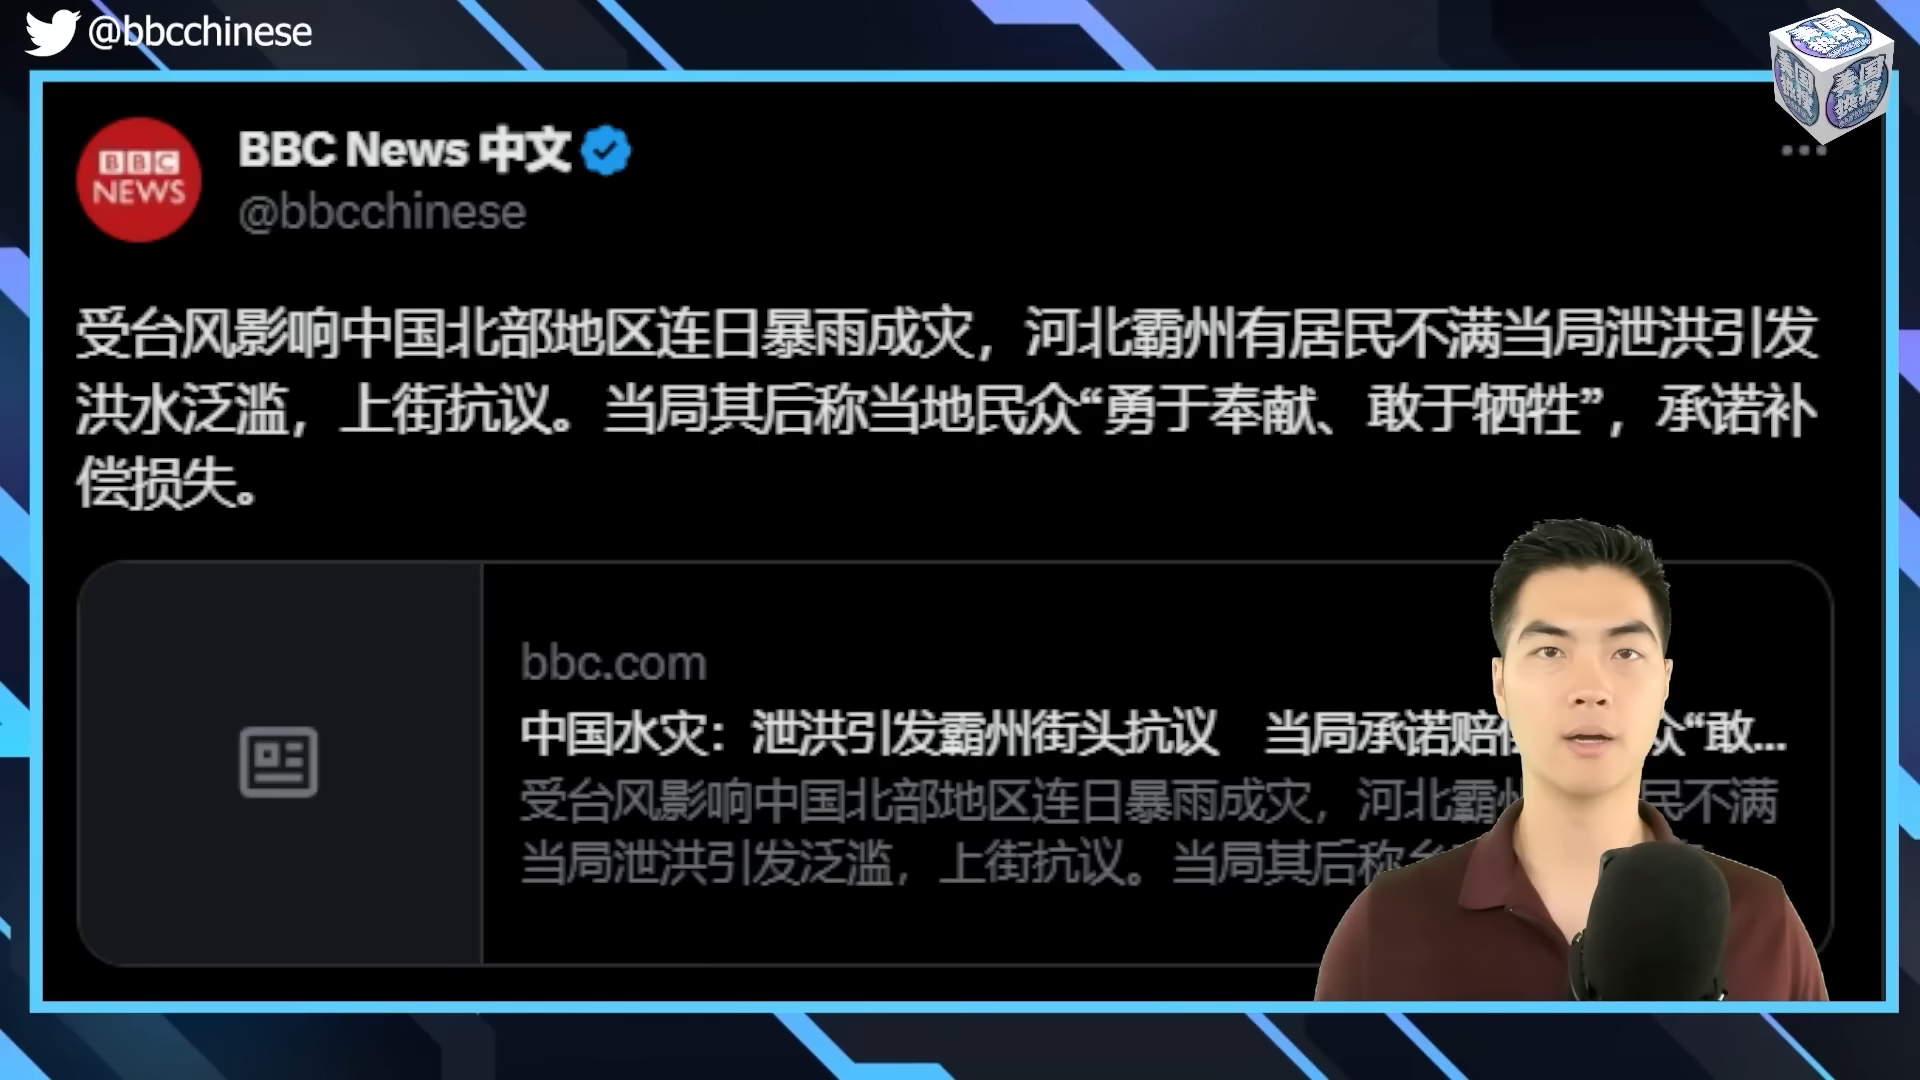 @bbcchinese
美国
热搜
BBC
NEWS
BBC News 中文
@bbcchinese
受台风影响中国北部地区连日暴雨成灾，河北霸州有居民不满当局泄洪引发
洪水泛滥，上街抗议。当局其后称当地民众“勇于奉献、敢于牺牲”，承诺补
偿损失。
bbc.com
中国水灾：泄洪引发霸州街头抗议　当局承诺赔 众“敢...
受台风影响中国北部地区连日暴雨成灾，河北霸 民不满
当局泄洪引发泛滥，上街抗议。当局其后称